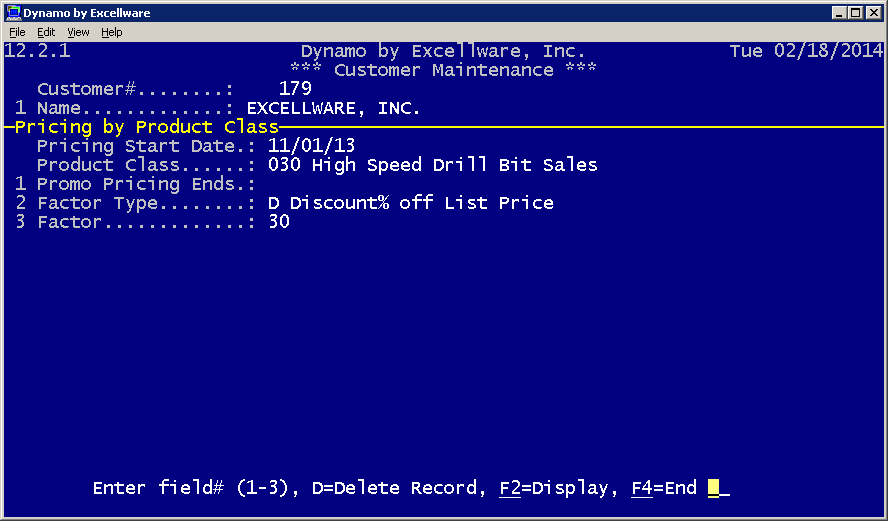 Dynamo by Excellware
File Edit View Help
12.2.1 Dynamo by Excellware, Inc. Tue 02/18/2014
*** Customer Maintenance ***
Customer#........: 179
1 Name.............: EXCELLWARE, INC.
Pricing by Product Class
Pricing Start Date.: 11/01/13
Product Class......: 030 High Speed Drill Bit Sales
1 Promo Pricing Ends.:
2 Factor Type........: D Discount% off List Price
3 Factor.............: 30
Enter field# (1-3), D=Delete Record, F2=Display, F4=End